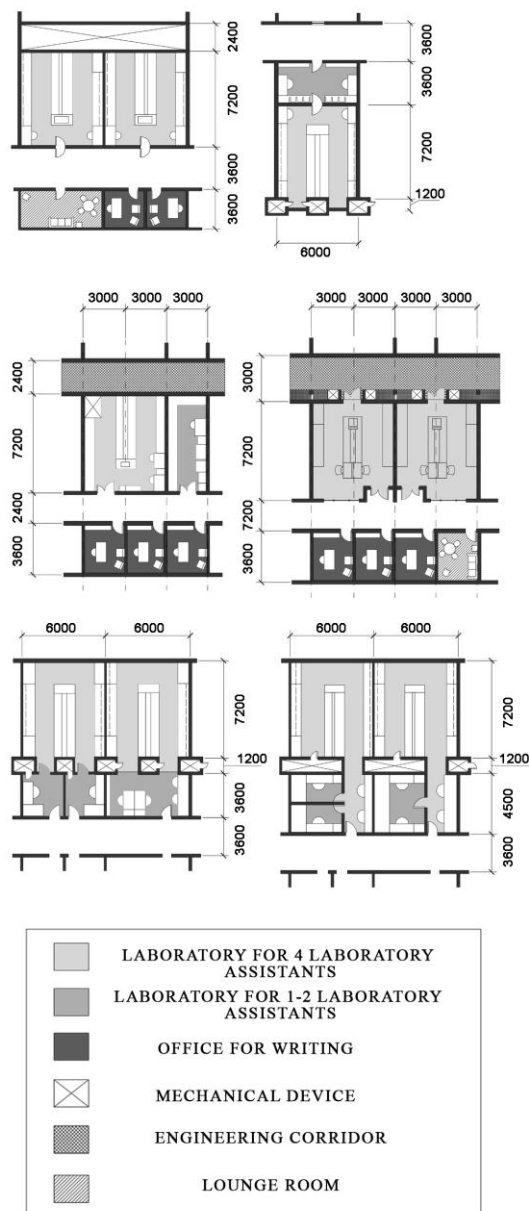 2400
7200
3600
3600
3600
3600
7200
1200
6000
3000 3000 3000
2400
7200
2400
3600
3000 3000 3000 3000
3000
7200
7200
3600
6000 6000
7200
1200
3600
3600
6000 6000
7200
1200
4500
3600
LABORATORY FOR 4 LABORATORY
ASSISTANTS
LABORATORY FOR 1-2 LABORATORY
ASSISTANTS
OFFICE FOR WRITING
MECHANICAL DEVICE
ENGINEERING CORRIDOR
LOUNGE ROOM